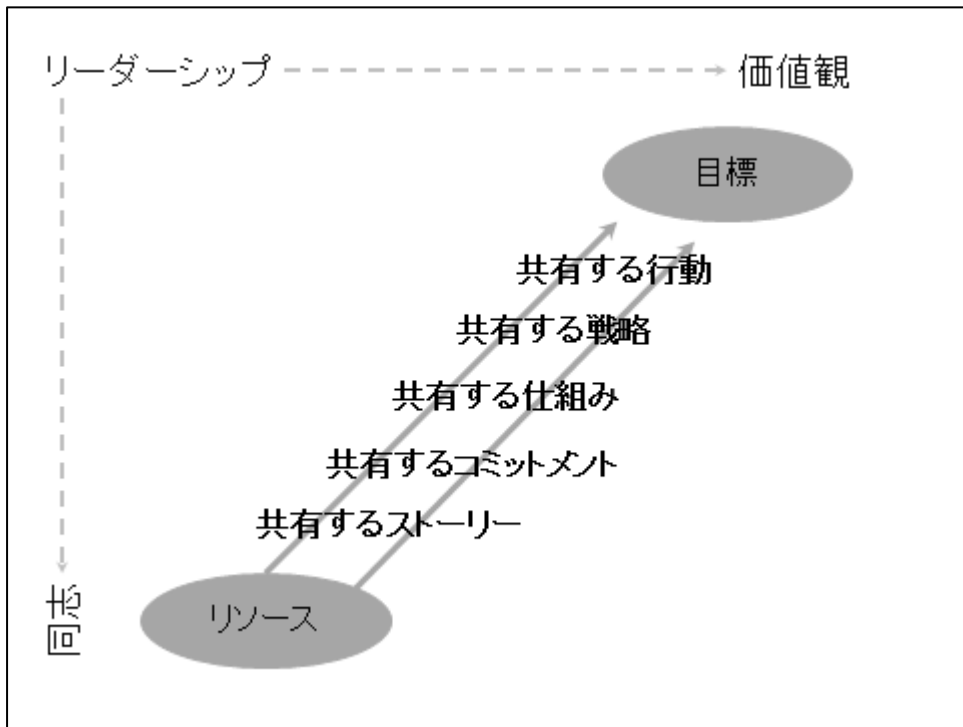 リーダーシップ
価値観
目標
共有する行動
共有する戦略
共有する仕組み
共有するコミットメント
共有するストーリー
同志
リソース